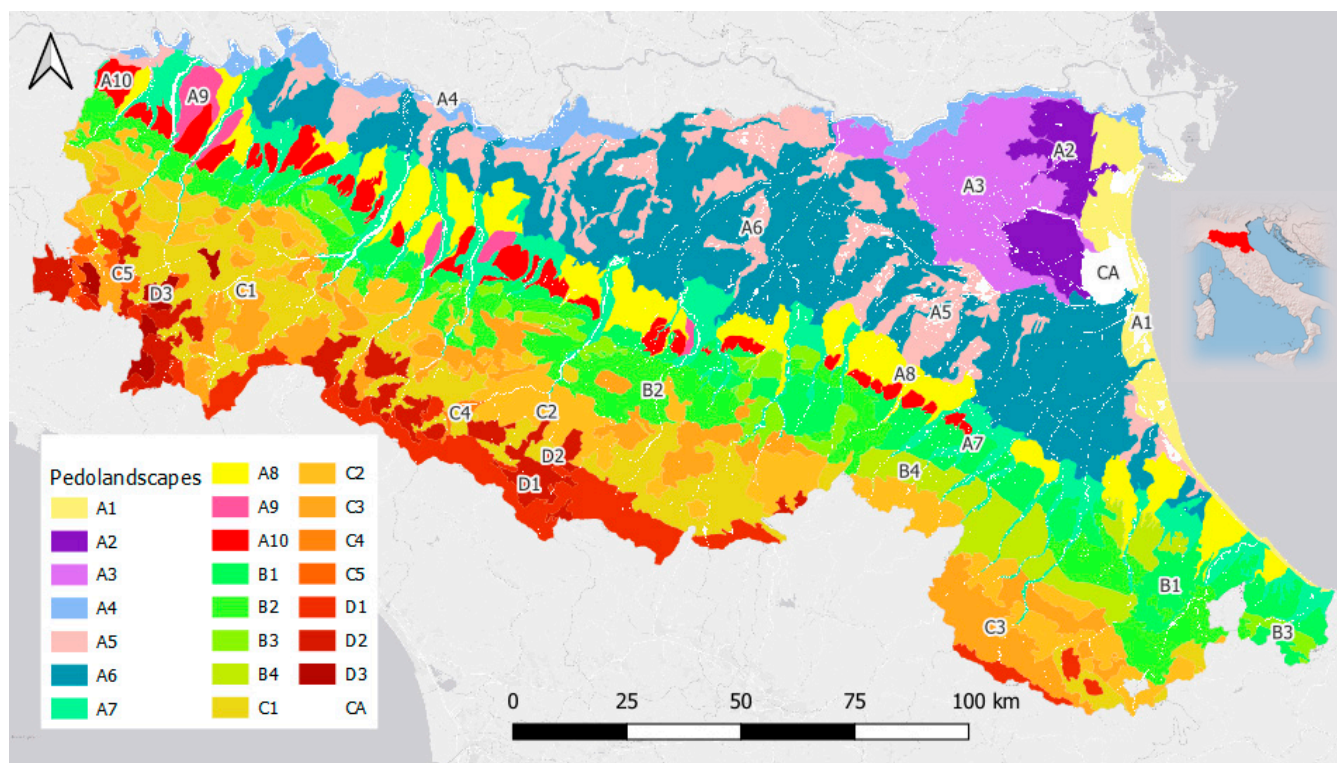 A10
A9
A4
A2
A3
A6
CA
C5
D3
C1
A5
A1
A8
B2
C4
C2
A7
D2
B4
D1
B1
C3
B3
Pedolandscapes
A1
A2
A3
A4
A5
A6
A7
A8
A9
A10
B1
B2
B3
B4
C1
C2
C3
C4
C5
D1
D2
D3
CA
0 25 50 75 100 km